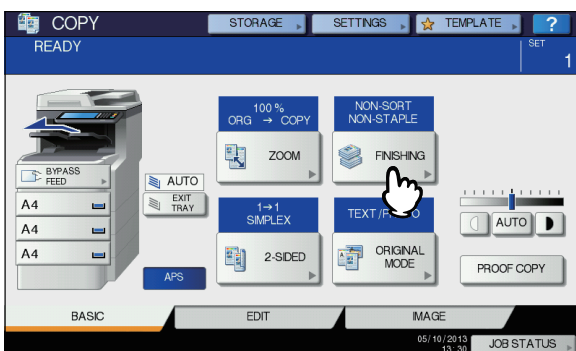 COPY
STORAGE
SETTINGS
TEMPLATE
?
READY
SET
1
100 %
ORG → COPY
NON-SORT
NON-STAPLE
ZOOM
FINISHING
BYPASS
FEED
AUTO
EXIT
TRAY
A4
A4
A4
1→1
SIMPLEX
TEXT/
2-SIDED
ORIGINAL
MODE
AUTO
APS
PROOF COPY
BASIC
EDIT
IMAGE
05/10/2013
13:30
JOB STATUS